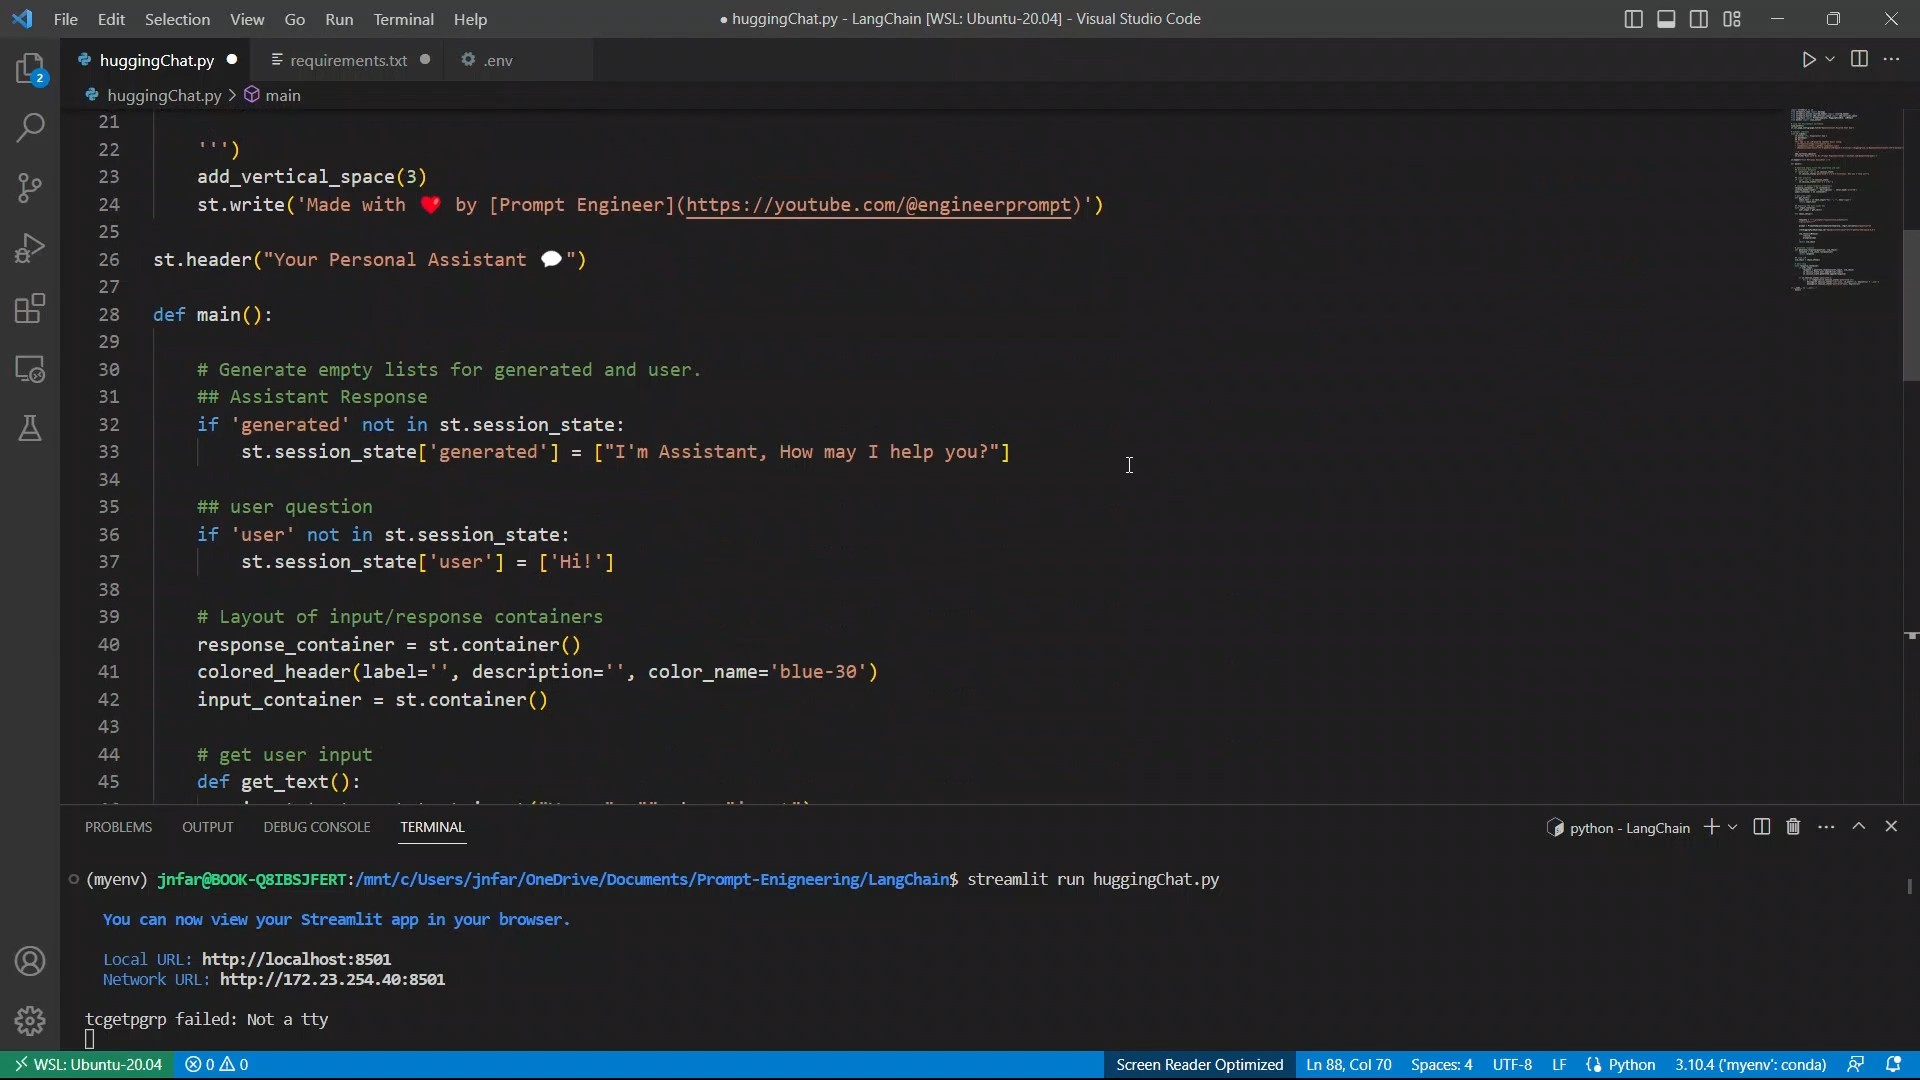 File Edit Selection View Go Run Terminal Help
● huggingChat.py - LangChain [WSL: Ubuntu-20.04] - Visual Studio Code
huggingChat.py
requirements.txt
.env
2
huggingChat.py > main
21
22 ''')
23 add_vertical_space(3)
24 st.write('Made with ❤️ by [Prompt Engineer](https://youtube.com/@engineerprompt)')
25
26 st.header("Your Personal Assistant 💬")
27
28 def main():
29
30 # Generate empty lists for generated and user.
31 ## Assistant Response
32 if 'generated' not in st.session_state:
33 st.session_state['generated'] = ["I'm Assistant, How may I help you?"]
34
35 ## user question
36 if 'user' not in st.session_state:
37 st.session_state['user'] = ['Hi!']
38
39 # Layout of input/response containers
40 response_container = st.container()
41 colored_header(label='', description='', color_name='blue-30')
42 input_container = st.container()
43
44 # get user input
45 def get_text():
PROBLEMS OUTPUT DEBUG CONSOLE TERMINAL
python - LangChain
(myenv) jnfar@BOOK-Q8IBSJFERT:/mnt/c/Users/jnfar/OneDrive/Documents/Prompt-Enigneering/LangChain$ streamlit run huggingChat.py
You can now view your Streamlit app in your browser.
Local URL: http://localhost:8501
Network URL: http://172.23.254.40:8501
tcgetpgrp failed: Not a tty
WSL: Ubuntu-20.04 0 0 Screen Reader Optimized Ln 88, Col 70 Spaces: 4 UTF-8 LF Python 3.10.4 ('myenv': conda)